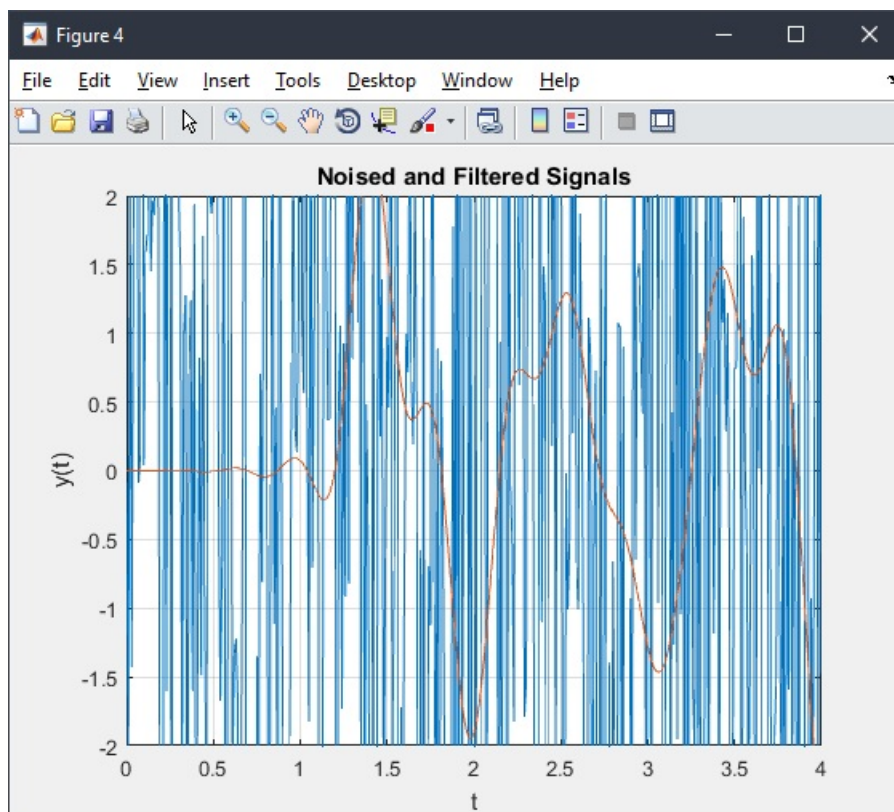 Figure 4
File Edit View Insert Tools Desktop Window Help
Noised and Filtered Signals
2
1.5
1
0.5
0
-0.5
-1
-1.5
-2
y(t)
0 0.5 1 1.5 2 2.5 3 3.5 4
t